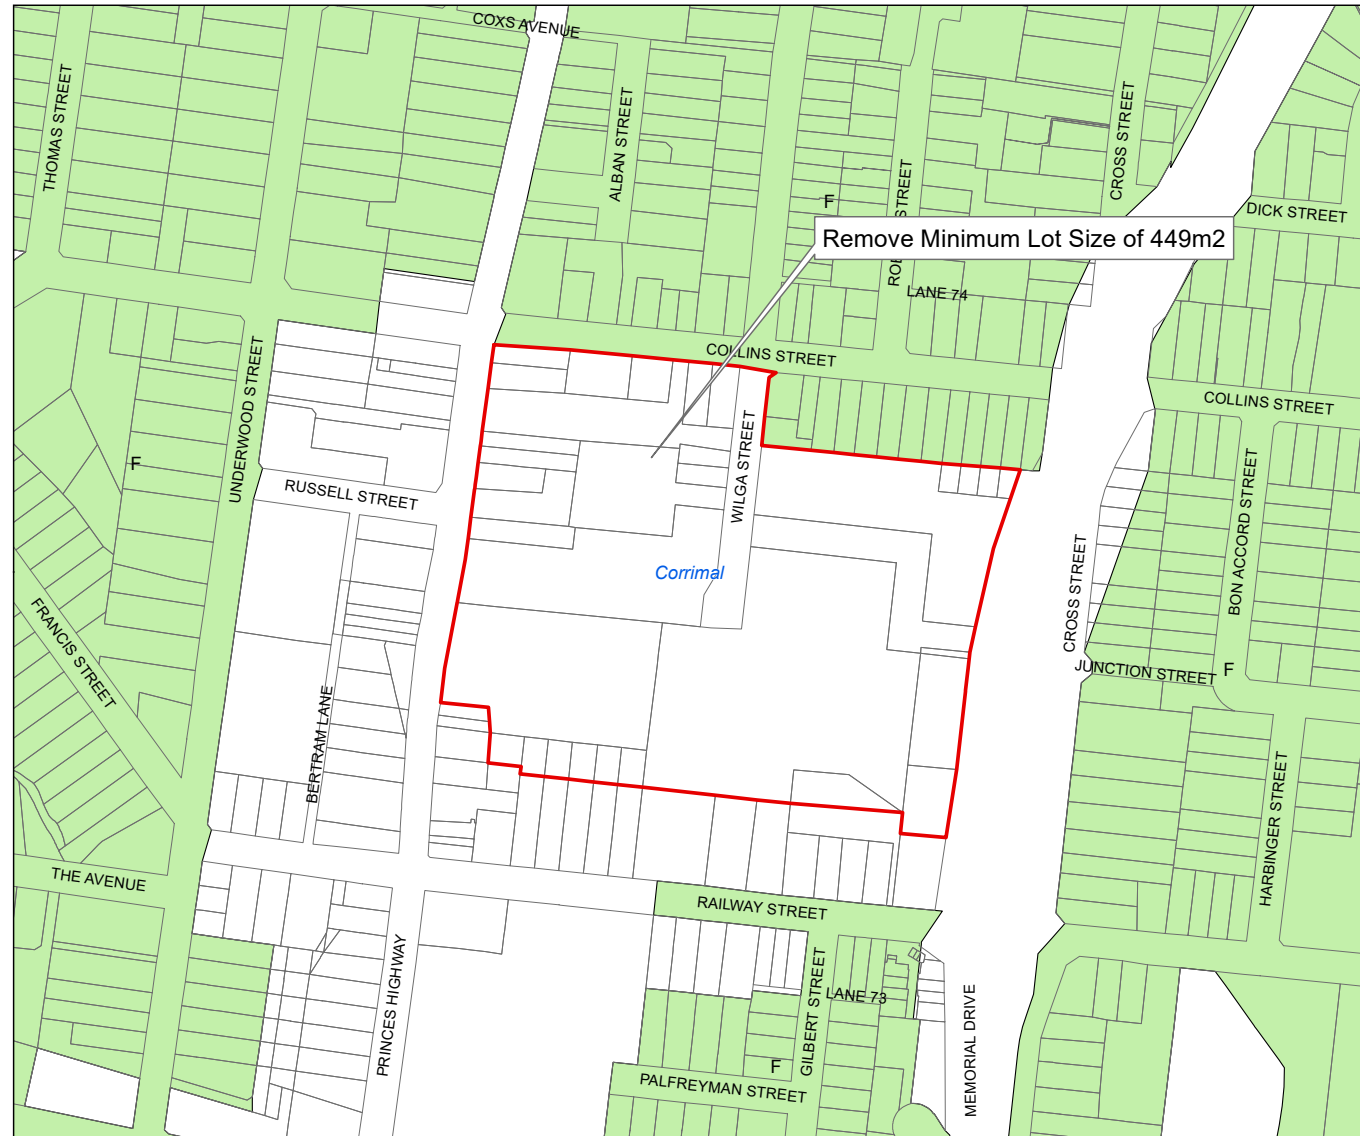 COXS AVENUE
THOMAS STREET
ALBAN STREET
CROSS STREET
F
STREET
DICK STREET
Remove Minimum Lot Size of 449m2
LANE 74
COLLINS STREET
UNDERWOOD STREET
COLLINS STREET
WILGA STREET
F
RUSSELL STREET
BON ACCORD STREET
Corrimal
CROSS STREET
FRANCIS STREET
JUNCTION STREET
F
BERTRAM LANE
HARBINGER STREET
THE AVENUE
RAILWAY STREET
PRINCES HIGHWAY
GILBERT STREET
LANE 73
MEMORIAL DRIVE
F
PALFREYMAN STREET